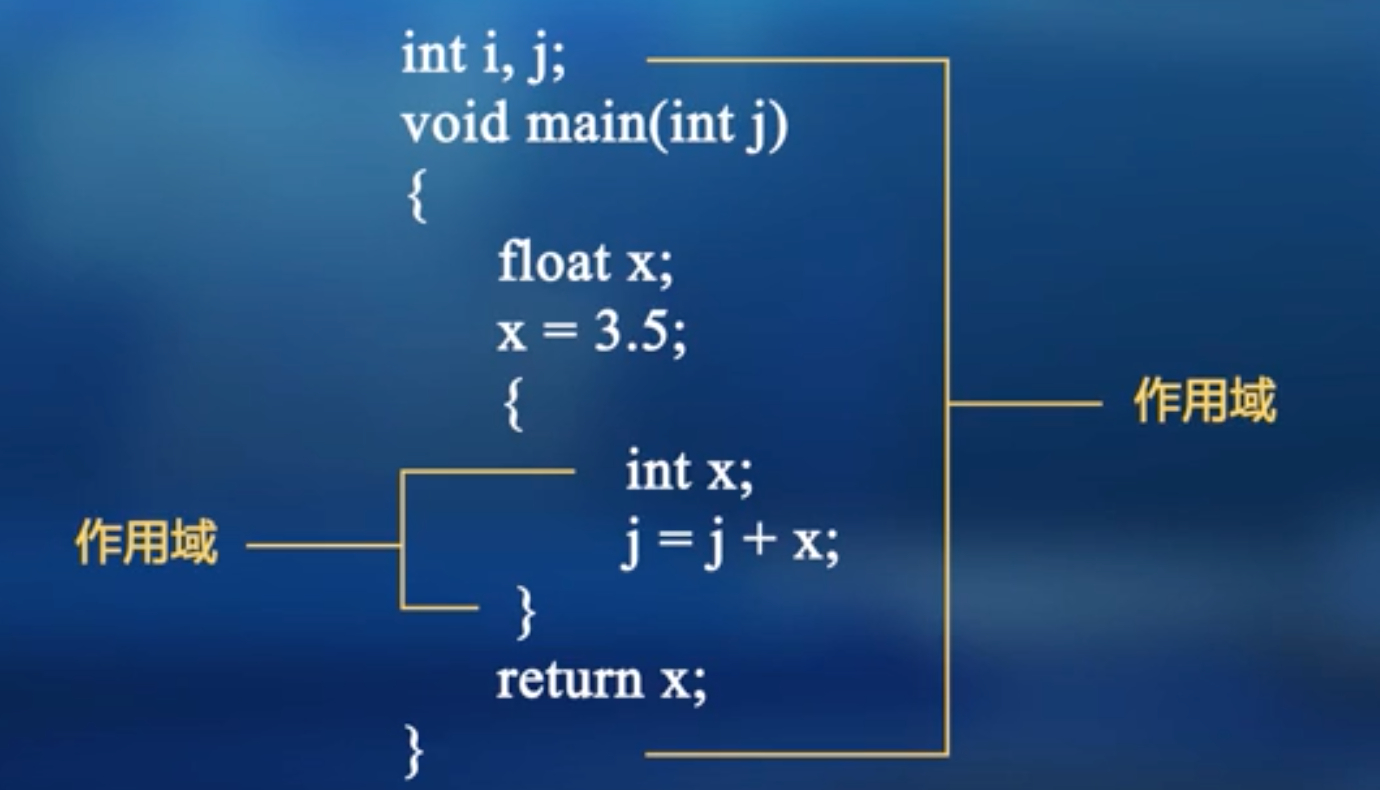 int i, j;
void main(int j)
{
float x;
x = 3.5;
{
作用域
int x;
j = j + x;
作用域
}
return x;
}